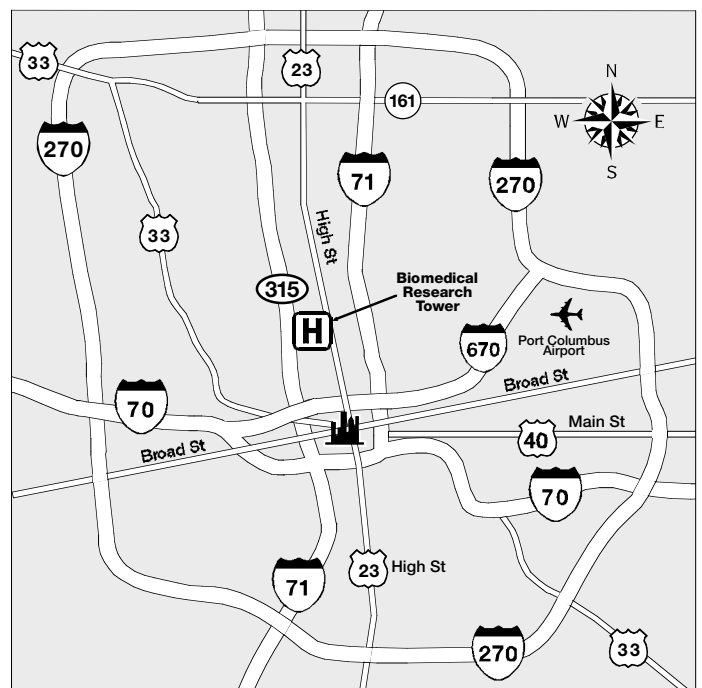 33
23
N
161
W E
S
270
71
270
33
High St
315
Biomedical
Research
Tower
H
670
Port Columbus
Airport
70
Broad St
Main St
40
Broad St
70
23
High St
71
270
33